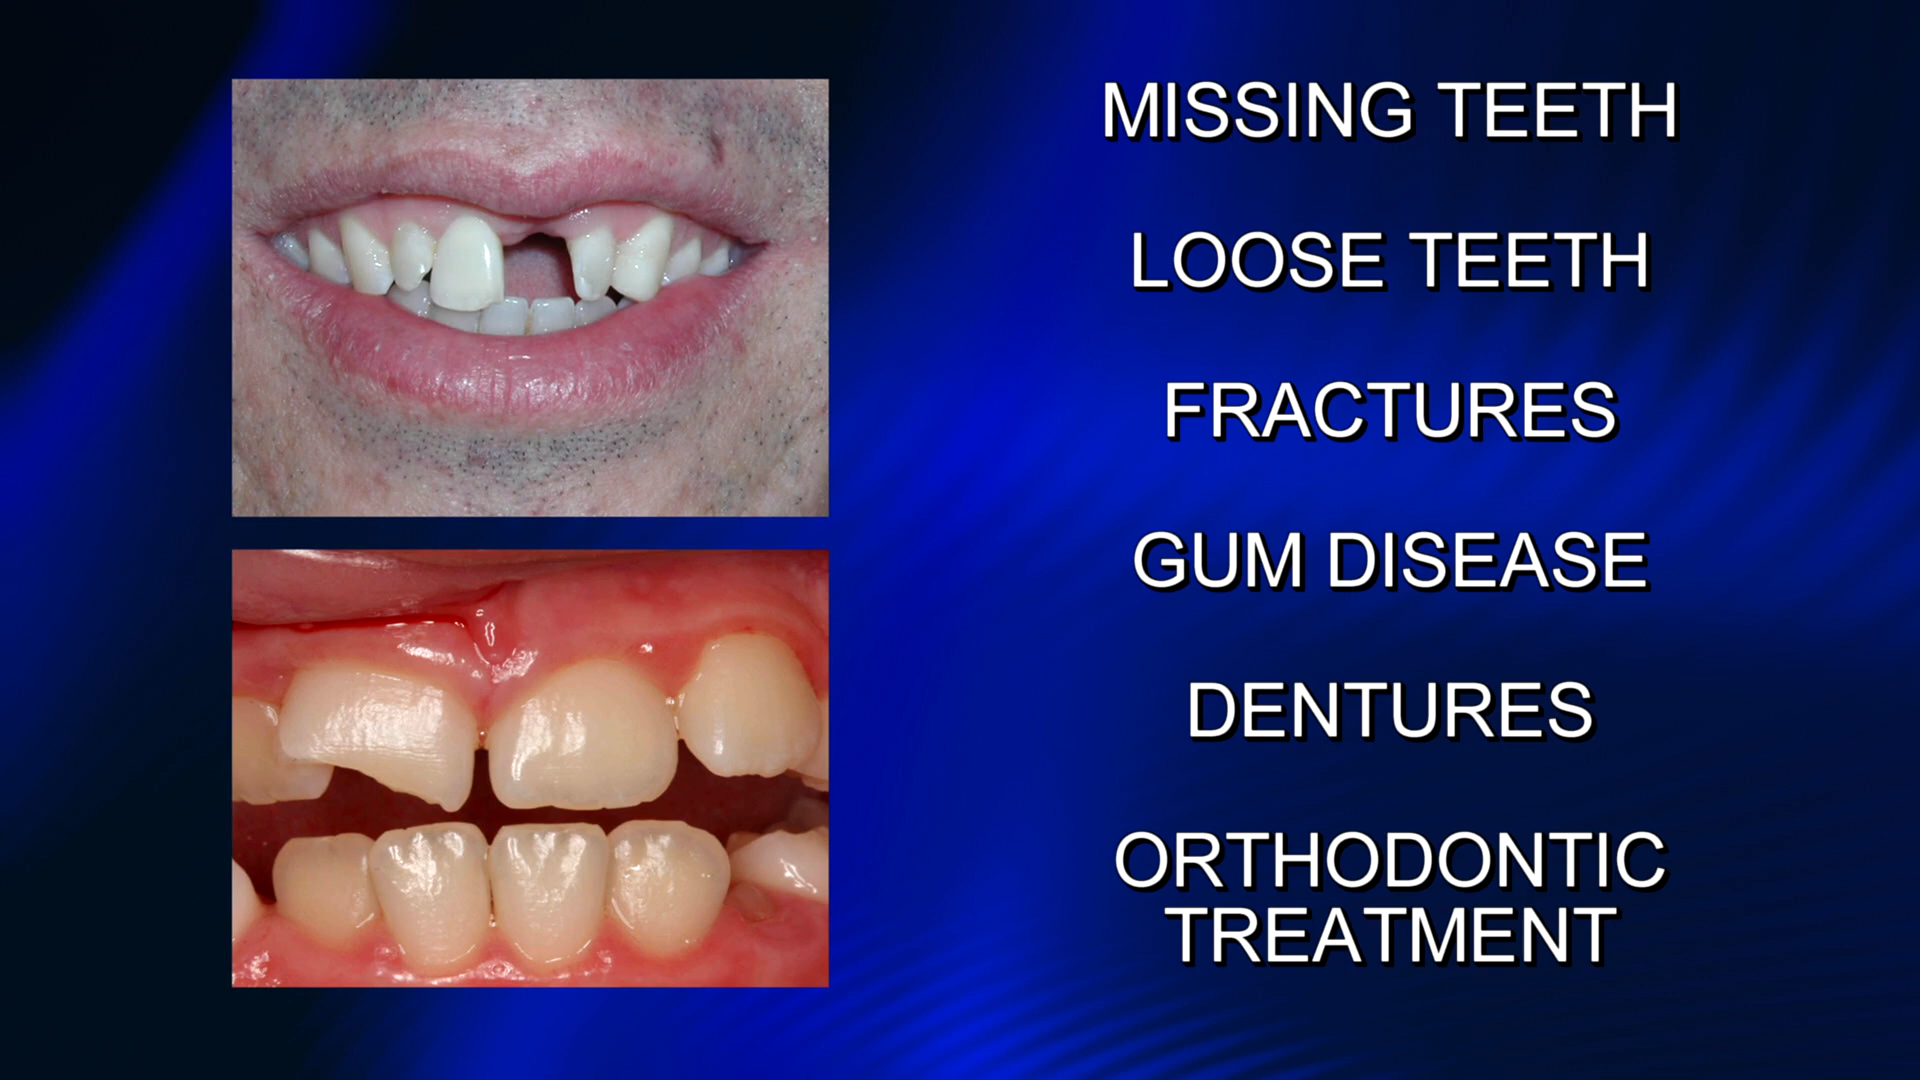 MISSING TEETH
LOOSE TEETH
FRACTURES
GUM DISEASE
DENTURES
ORTHODONTIC
TREATMENT